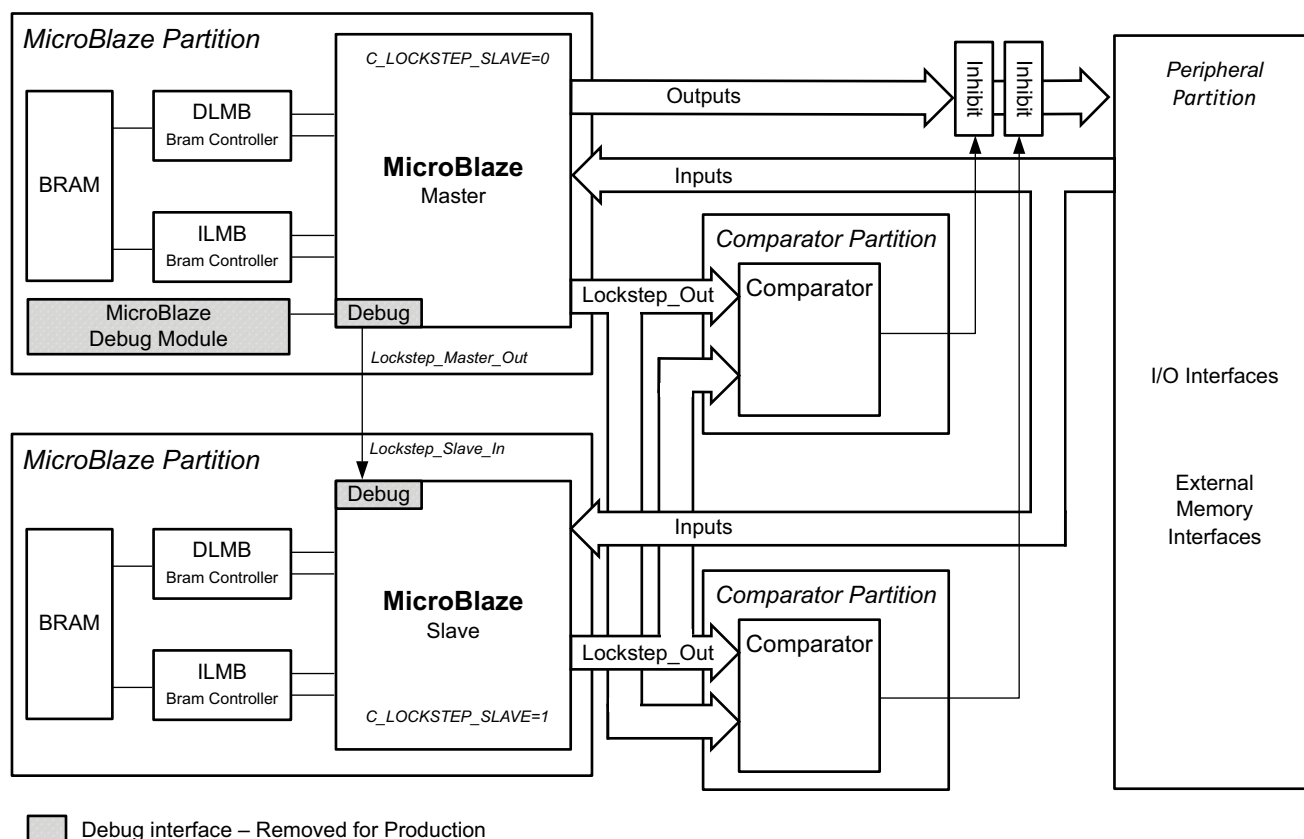 MicroBlaze Partition
C_LOCKSTEP_SLAVE=0
DLMB
Bram Controller
BRAM
ILMB
Bram Controller
MicroBlaze
Master
MicroBlaze
Debug Module
Debug
Outputs
Inhibit
Inhibit
Peripheral
Partition
Inputs
Comparator Partition
Comparator
Lockstep_Out
Lockstep_Master_Out
I/O Interfaces
External
Memory
Interfaces
MicroBlaze Partition
Lockstep_Slave_In
Debug
DLMB
Bram Controller
BRAM
ILMB
Bram Controller
MicroBlaze
Slave
C_LOCKSTEP_SLAVE=1
Inputs
Comparator Partition
Comparator
Lockstep_Out
Debug interface – Removed for Production